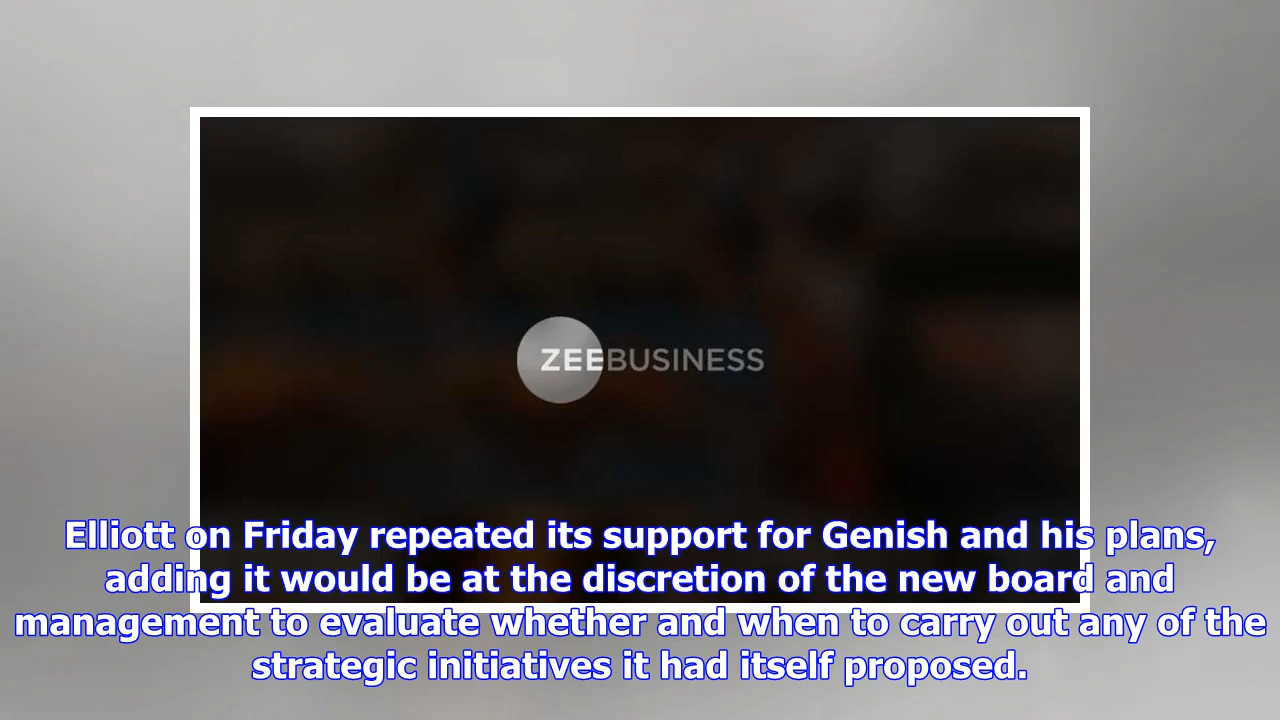 ZEEBUSINESS
Elliott on Friday repeated its support for Genish and his plans,
adding it would be at the discretion of the new board and
management to evaluate whether and when to carry out any of the
strategic initiatives it had itself proposed.